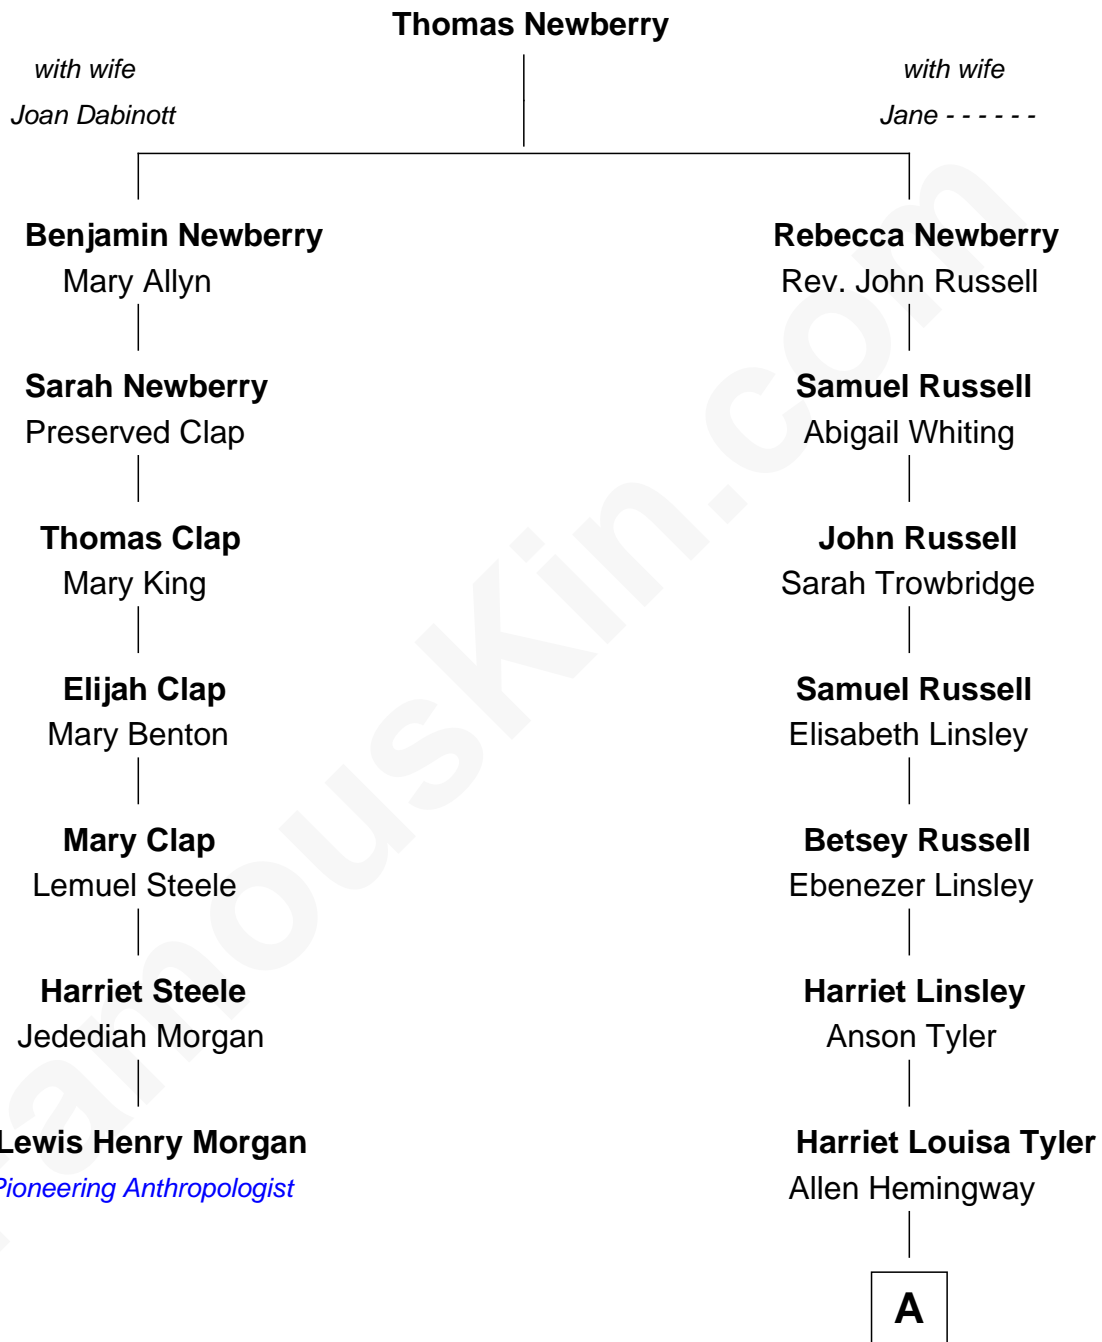 Thomas Newberry
with wife
Joan Dabinott
with wife
Jane - - - - - -
Benjamin Newberry
Mary Allyn
Rebecca Newberry
Rev. John Russell
Sarah Newberry
Preserved Clap
Samuel Russell
Abigail Whiting
Thomas Clap
Mary King
John Russell
Sarah Trowbridge
Elijah Clap
Mary Benton
Samuel Russell
Elisabeth Linsley
Mary Clap
Lemuel Steele
Betsey Russell
Ebenezer Linsley
Harriet Steele
Jedediah Morgan
Harriet Linsley
Anson Tyler
Lewis Henry Morgan
Pioneering Anthropologist
Harriet Louisa Tyler
Allen Hemingway
A
FamousKin.com